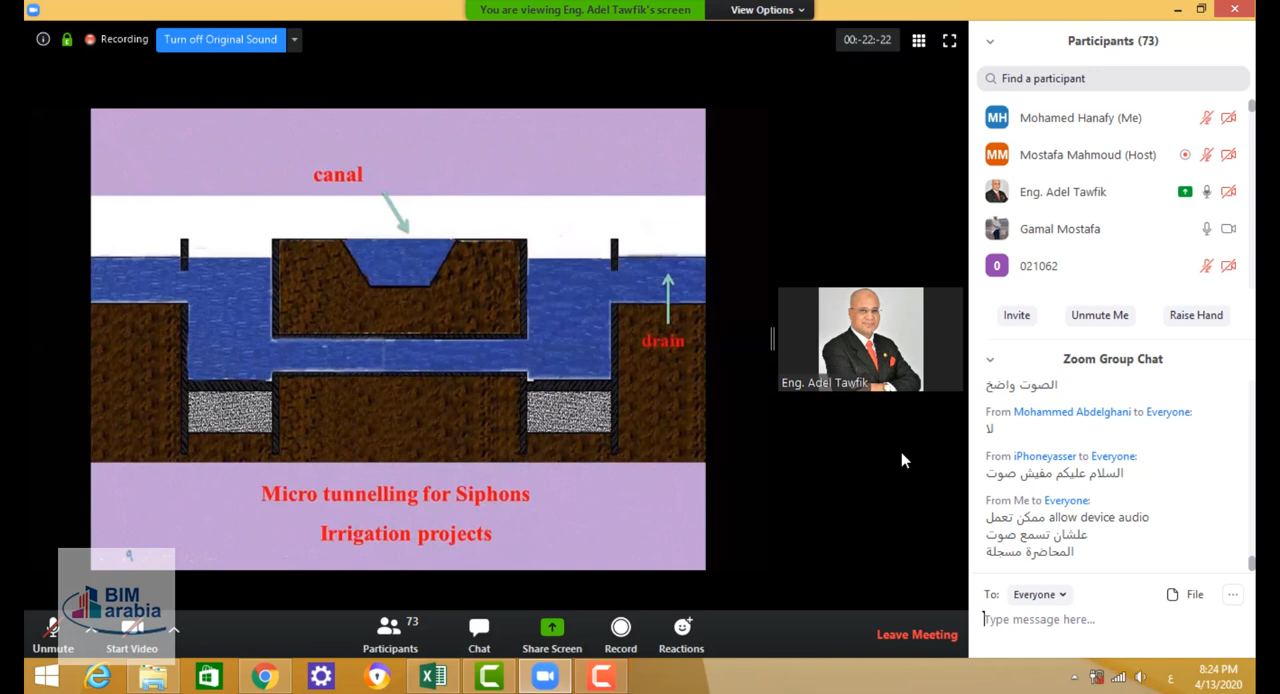 You are viewing Eng. Adel Tawfik's screen
View Options
Recording
Turn off Original Sound
00:-22:-22
canal
drain
Micro tunnelling for Siphons
Irrigation projects
Eng. Adel Tawfik
BIM
arabia
Participants (73)
Find a participant
MH Mohamed Hanafy (Me)
MM Mostafa Mahmoud (Host)
Eng. Adel Tawfik
Gamal Mostafa
0 021062
Invite
Unmute Me
Raise Hand
Zoom Group Chat
الصوت واضخ
From Mohammed Abdelghani to Everyone:
لا
From iPhoneyasser to Everyone:
السلام عليكم مفيش صوت
From Me to Everyone:
ممكن تعمل allow device audio
علشان تسمع صوت
المحاضرة مسجلة
To: Everyone
File
Type message here...
Unmute
Start Video
73
Participants
Chat
Share Screen
Record
Reactions
Leave Meeting
ع
8:24 PM
4/13/2020